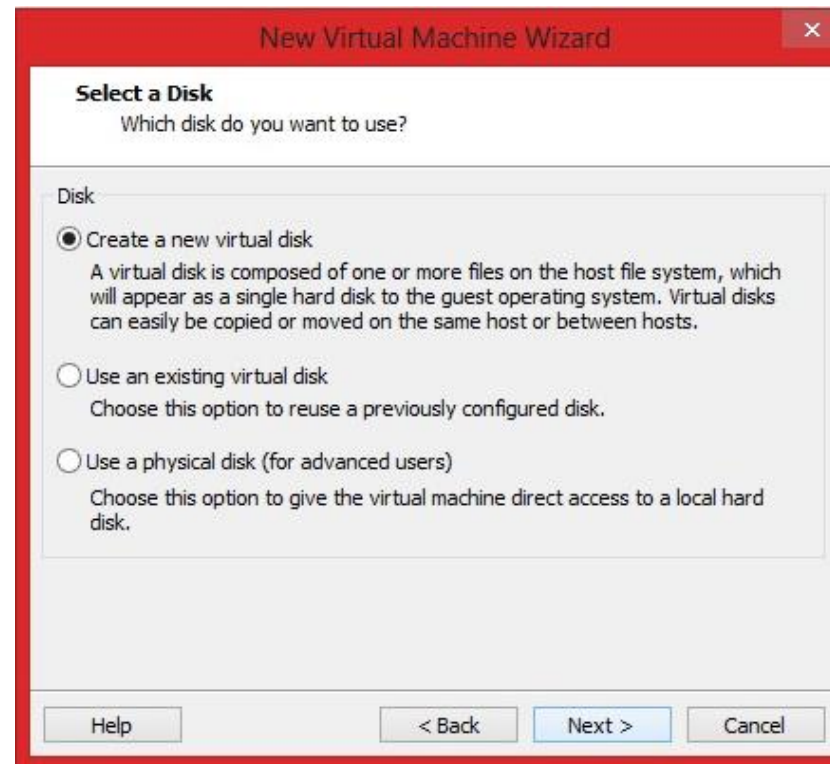 New Virtual Machine Wizard
Select a Disk
Which disk do you want to use?
Disk
Create a new virtual disk
A virtual disk is composed of one or more files on the host file system, which
will appear as a single hard disk to the guest operating system. Virtual disks
can easily be copied or moved on the same host or between hosts.
Use an existing virtual disk
Choose this option to reuse a previously configured disk.
Use a physical disk (for advanced users)
Choose this option to give the virtual machine direct access to a local hard
disk.
Help
< Back
Next >
Cancel